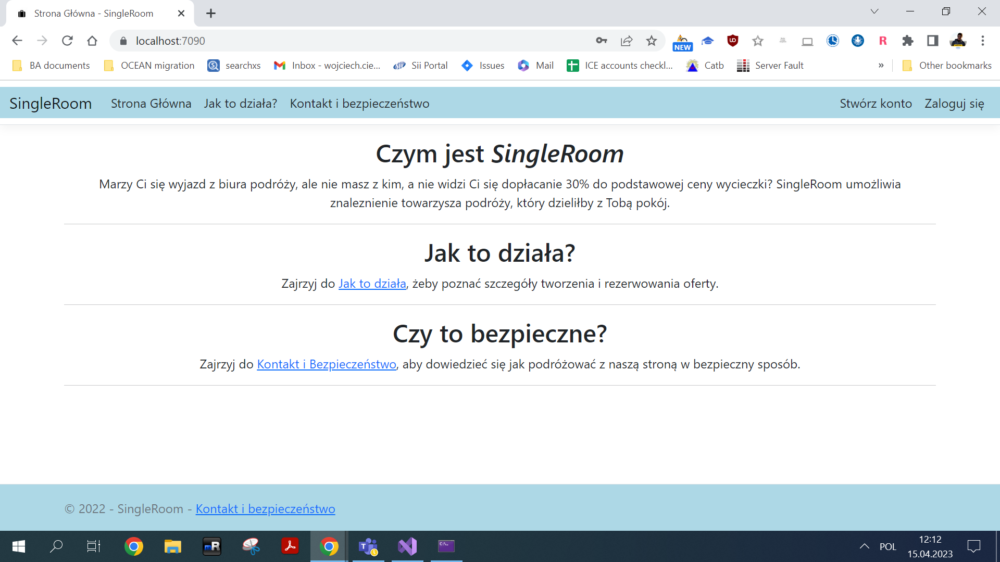 Strona Główna - SingleRoom
localhost:7090
NEW
BA documents OCEAN migration searchxs Inbox - wojciech.cie... Sii Portal Issues Mail ICE accounts checkl... Catb Server Fault » Other bookmarks
SingleRoom Strona Główna Jak to działa? Kontakt i bezpieczeństwo Stwórz konto Zaloguj się
Czym jest SingleRoom
Marzy Ci się wyjazd z biura podróży, ale nie masz z kim, a nie widzi Ci się dopłacanie 30% do podstawowej ceny wycieczki? SingleRoom umożliwia
znaleznienie towarzysza podróży, który dzieliłby z Tobą pokój.
Jak to działa?
Zajrzyj do Jak to działa, żeby poznać szczegóły tworzenia i rezerwowania oferty.
Czy to bezpieczne?
Zajrzyj do Kontakt i Bezpieczeństwo, aby dowiedzieć się jak podróżować z naszą stroną w bezpieczny sposób.
© 2022 - SingleRoom - Kontakt i bezpieczeństwo
POL
12:12
15.04.2023